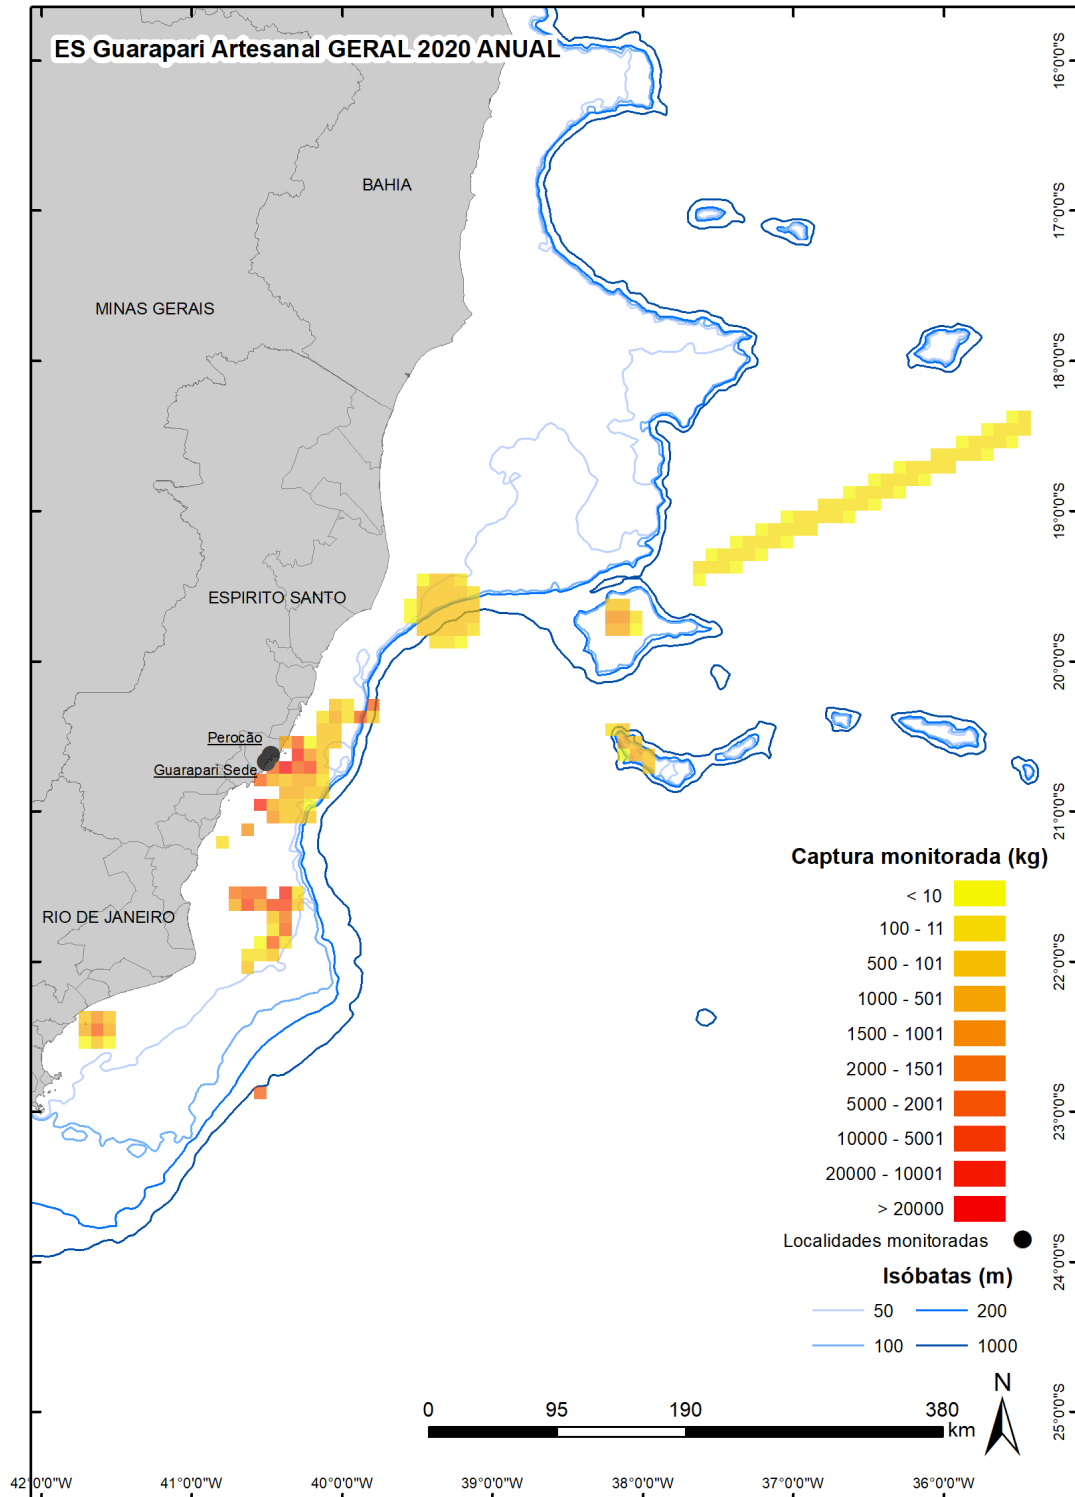 ES Guarapari Artesanal GERAL 2020 ANUAL
16°0'0"S
BAHIA
17°0'0"S
MINAS GERAIS
18°0'0"S
19°0'0"S
ESPIRITO SANTO
20°0'0"S
Perocão
Guarapari Sede
21°0'0"S
RIO DE JANEIRO
22°0'0"S
23°0'0"S
24°0'0"S
25°0'0"S
Captura monitorada (kg)
< 10
100 - 11
500 - 101
1000 - 501
1500 - 1001
2000 - 1501
5000 - 2001
10000 - 5001
20000 - 10001
> 20000
Localidades monitoradas
Isóbatas (m)
50 200
100 1000
N
0 95 190 380
km
42°0'0"W 41°0'0"W 40°0'0"W 39°0'0"W 38°0'0"W 37°0'0"W 36°0'0"W